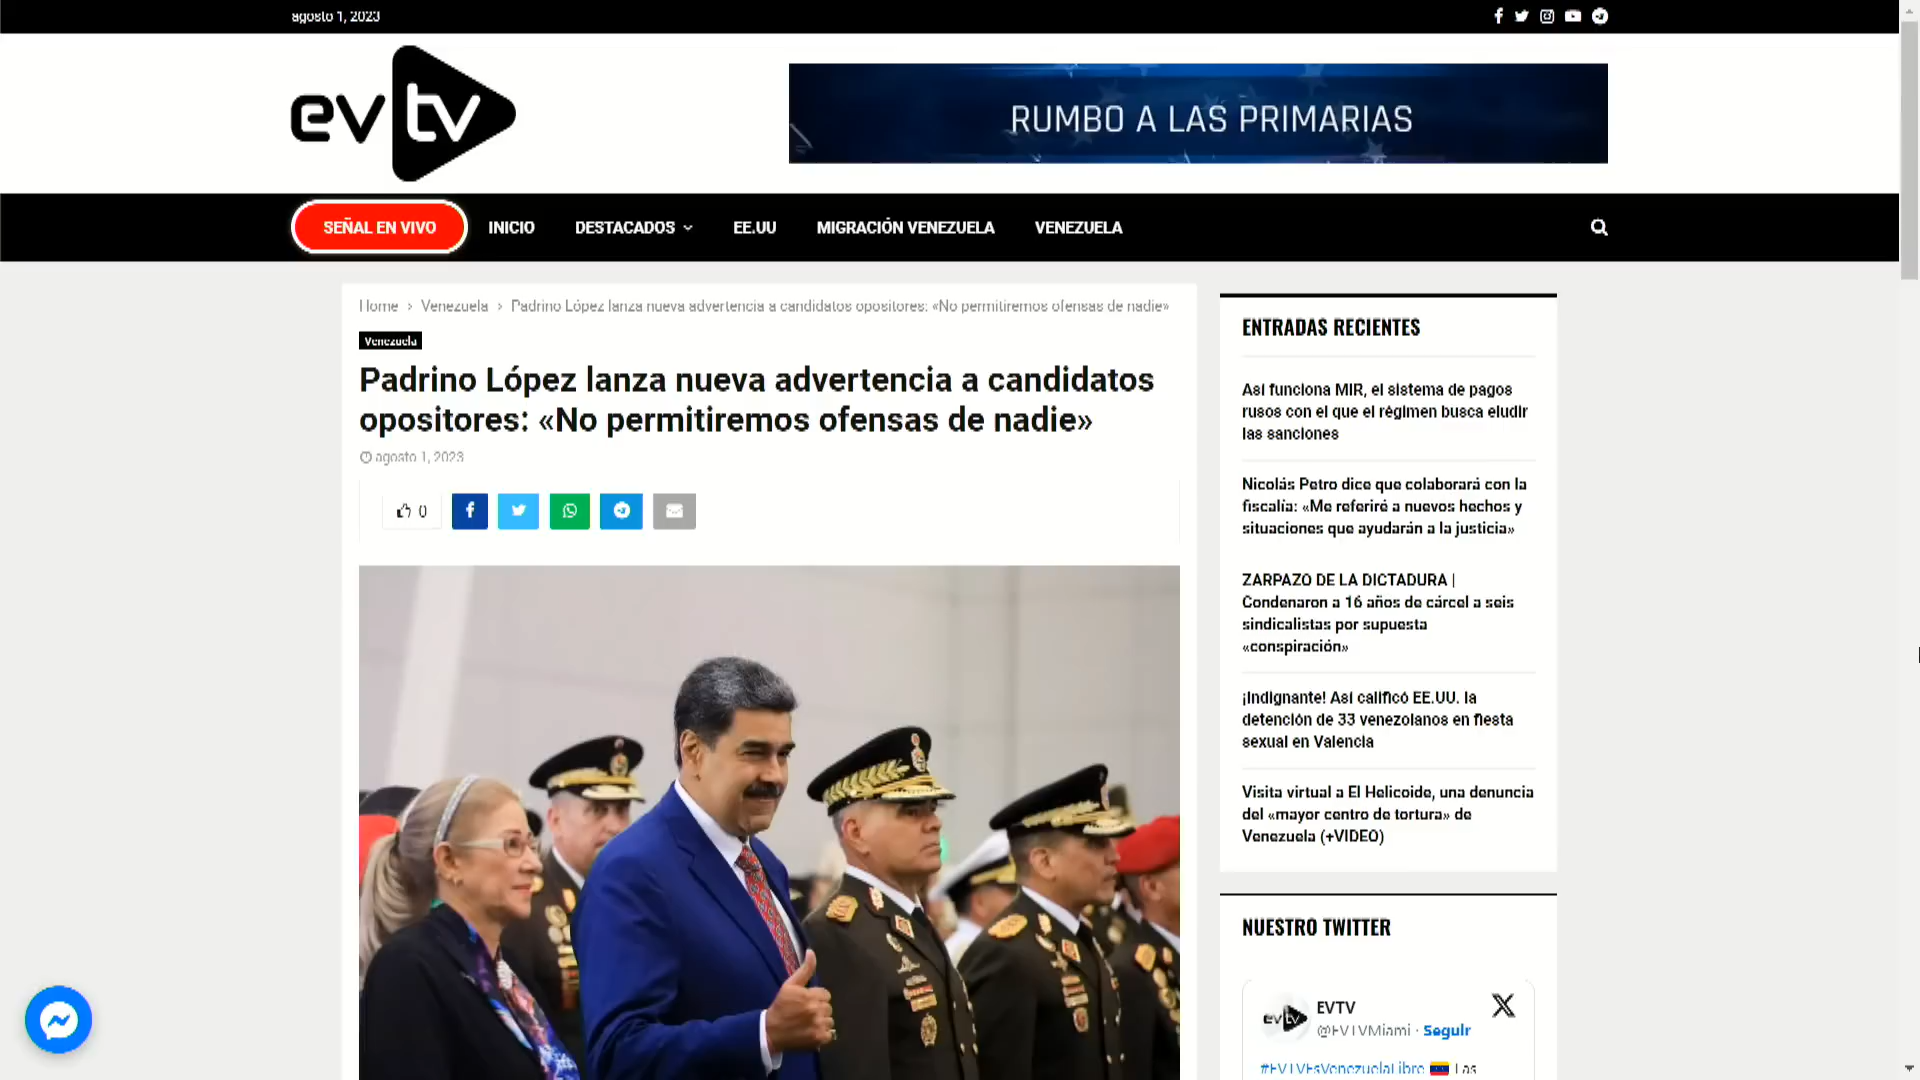 agosto 1, 2023
evtv
RUMBO A LAS PRIMARIAS
SEÑAL EN VIVO INICIO DESTACADOS EE.UU MIGRACIÓN VENEZUELA VENEZUELA
Home › Venezuela › Padrino López lanza nueva advertencia a candidatos opositores: «No permitiremos ofensas de nadie»
Venezuela
Padrino López lanza nueva advertencia a candidatos
opositores: «No permitiremos ofensas de nadie»
agosto 1, 2023
0
ENTRADAS RECIENTES
Así funciona MIR, el sistema de pagos
rusos con el que el régimen busca eludir
las sanciones
Nicolás Petro dice que colaborará con la
fiscalía: «Me referiré a nuevos hechos y
situaciones que ayudarán a la justicia»
ZARPAZO DE LA DICTADURA |
Condenaron a 16 años de cárcel a seis
sindicalistas por supuesta
«conspiración»
¡Indignante! Así calificó EE.UU. la
detención de 33 venezolanos en fiesta
sexual en Valencia
Visita virtual a El Helicoide, una denuncia
del «mayor centro de tortura» de
Venezuela (+VIDEO)
NUESTRO TWITTER
evtv
EVTV
@EVTVMiami · Seguir
#EVTVEsVenezuelaLibre 🇻🇪 Las